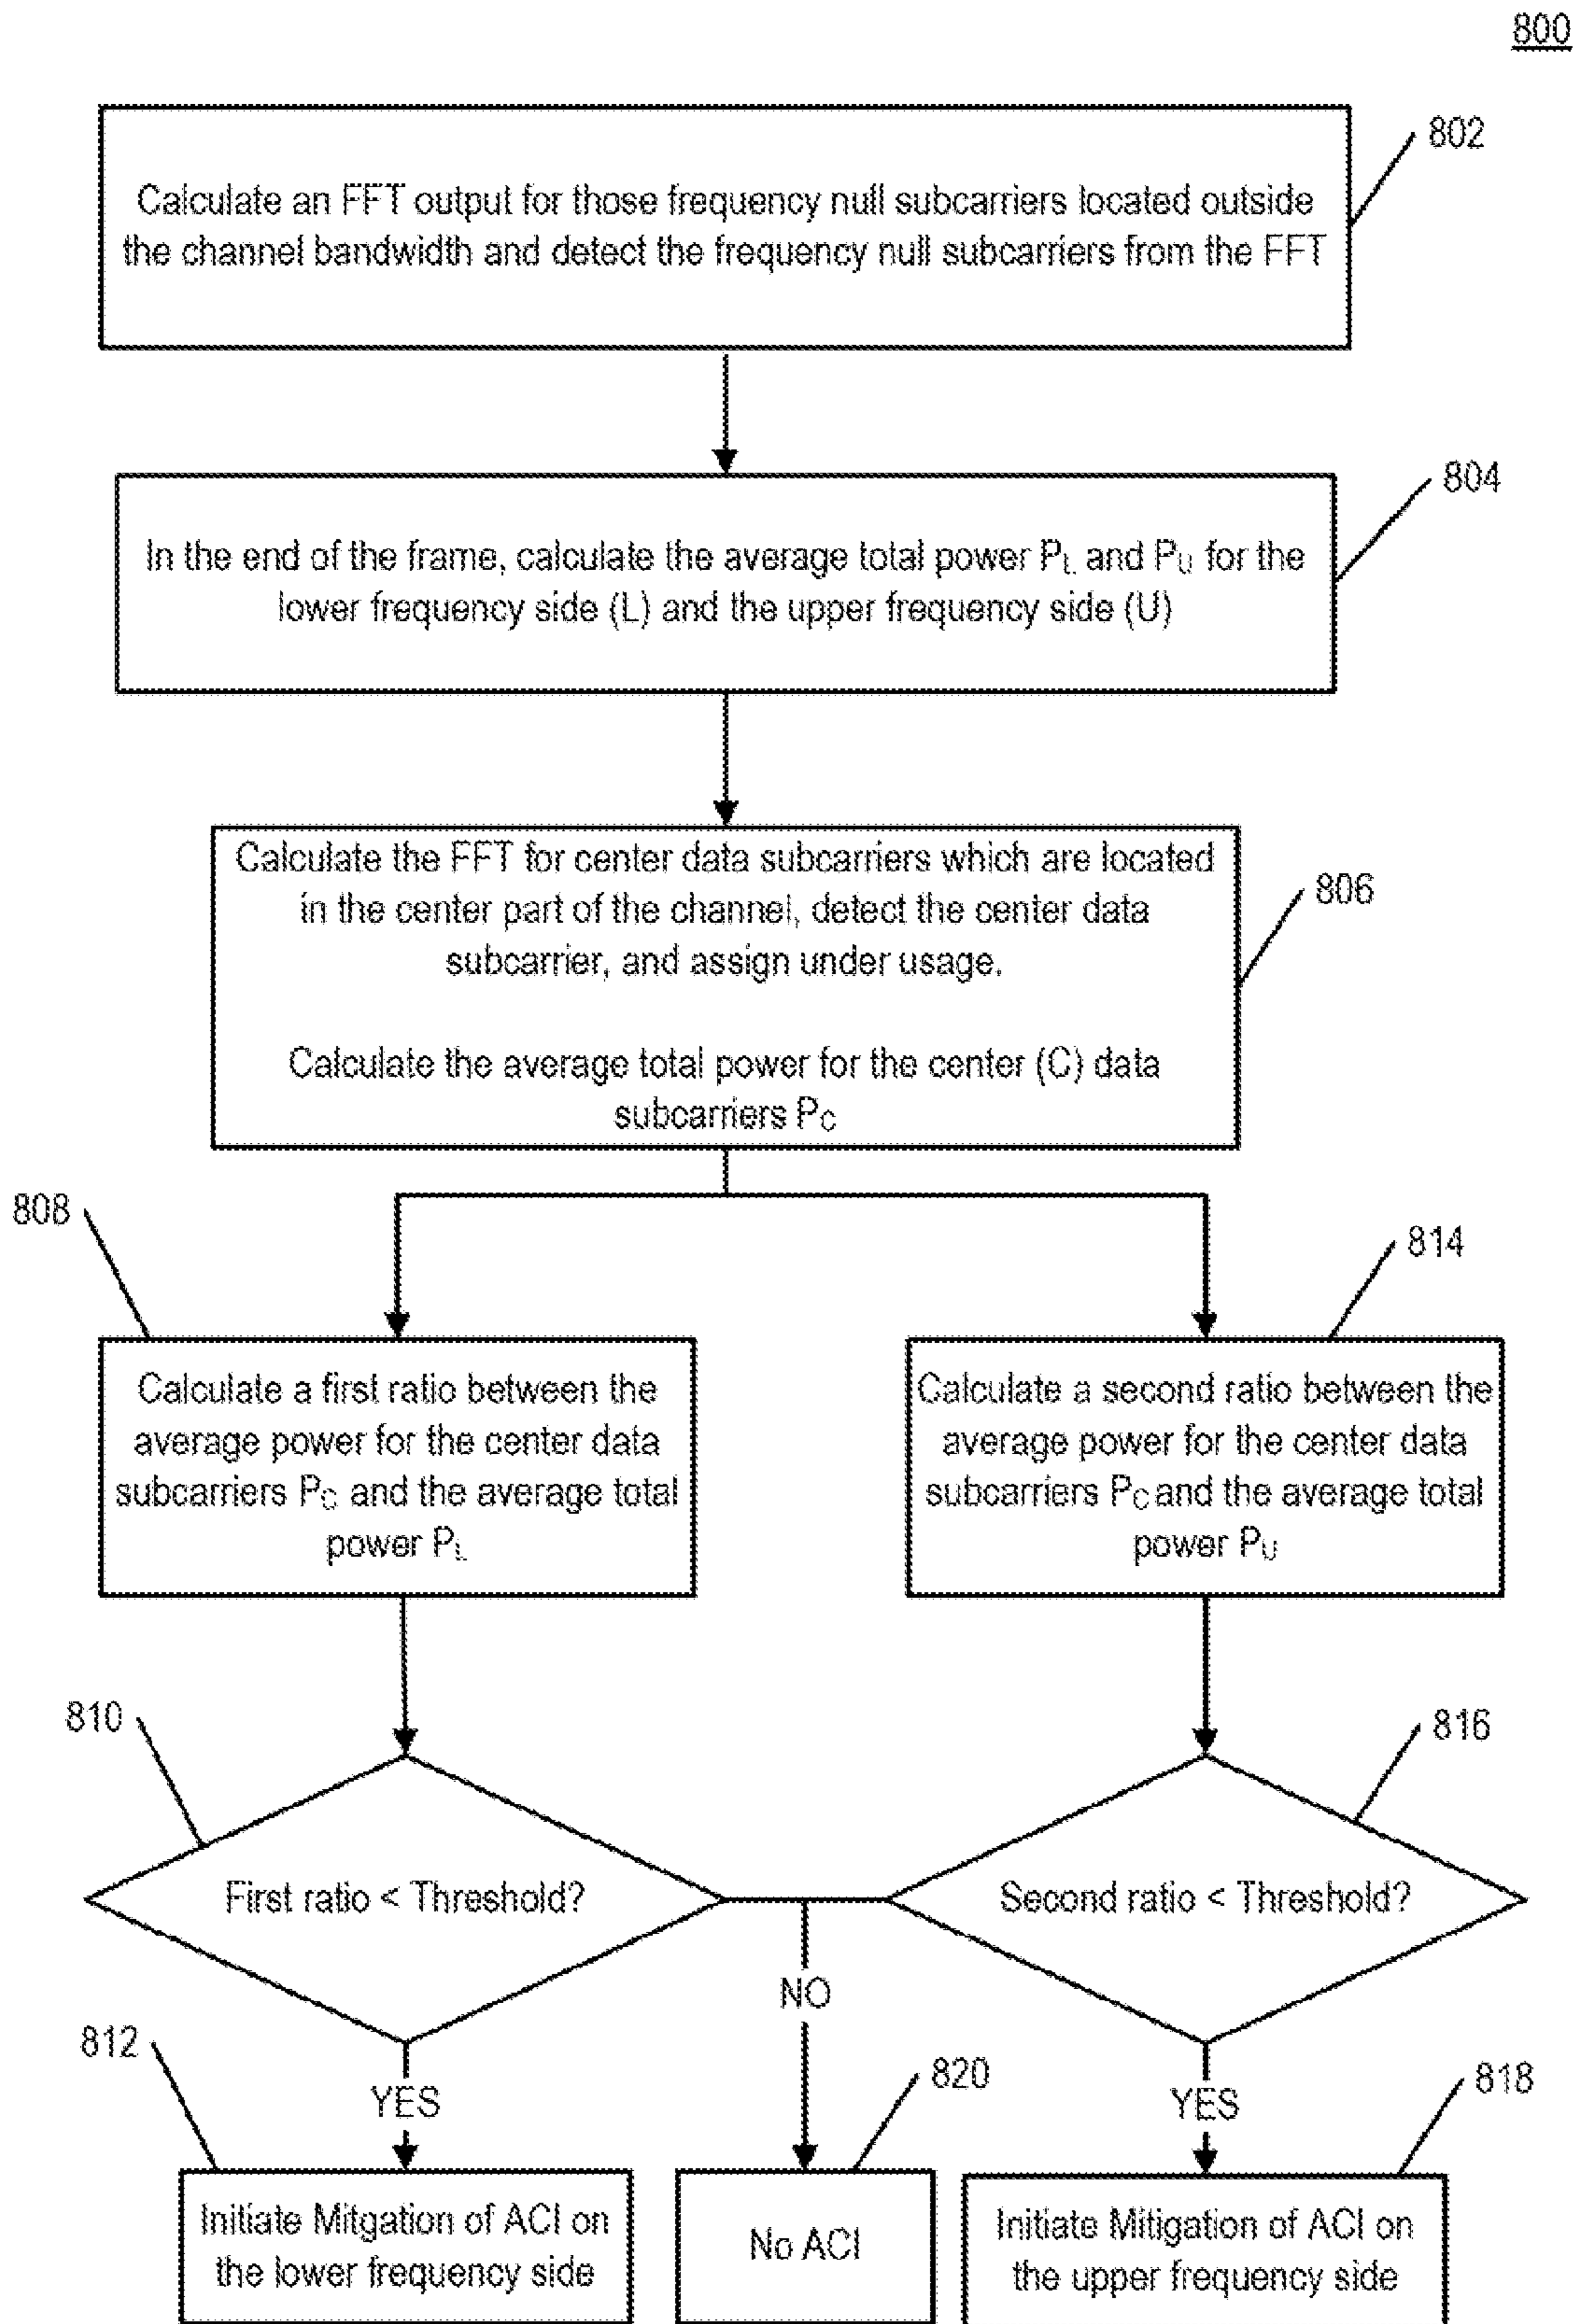 800
802
Calculate an FFT output for those frequency null subcarriers located outside
the channel bandwidth and detect the frequency null subcarriers from the FFT
804
In the end of the frame, calculate the average total power PL and PU for the
lower frequency side (L) and the upper frequency side (U)
806
Calculate the FFT for center data subcarriers which are located
in the center part of the channel, detect the center data
subcarrier, and assign under usage.
Calculate the average total power for the center (C) data
subcarriers PC
808
Calculate a first ratio between the
average power for the center data
subcarriers PC and the average total
power PL
814
Calculate a second ratio between the
average power for the center data
subcarriers PC and the average total
power PU
810
First ratio < Threshold?
816
Second ratio < Threshold?
NO
812
YES
820
YES
818
Initiate Mitgation of ACI on
the lower frequency side
No ACI
Initiate Mitigation of ACI on
the upper frequency side